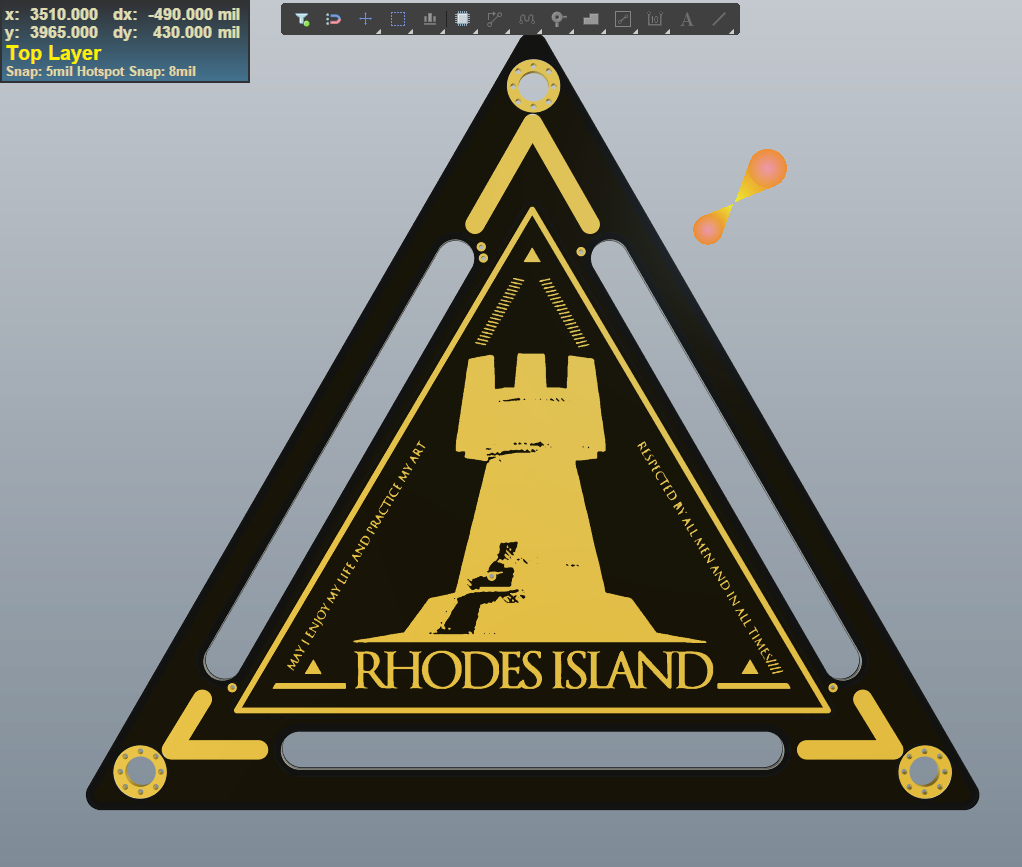 x: 3510.000 dx: -490.000 mil
y: 3965.000 dy: 430.000 mil
Top Layer
Snap: 5mil Hotspot Snap: 8mil
MAY I ENJOY MY LIFE AND PRACTICE MY ART
RESPECTED BY ALL MEN AND IN ALL TIMES////
RHODES ISLAND